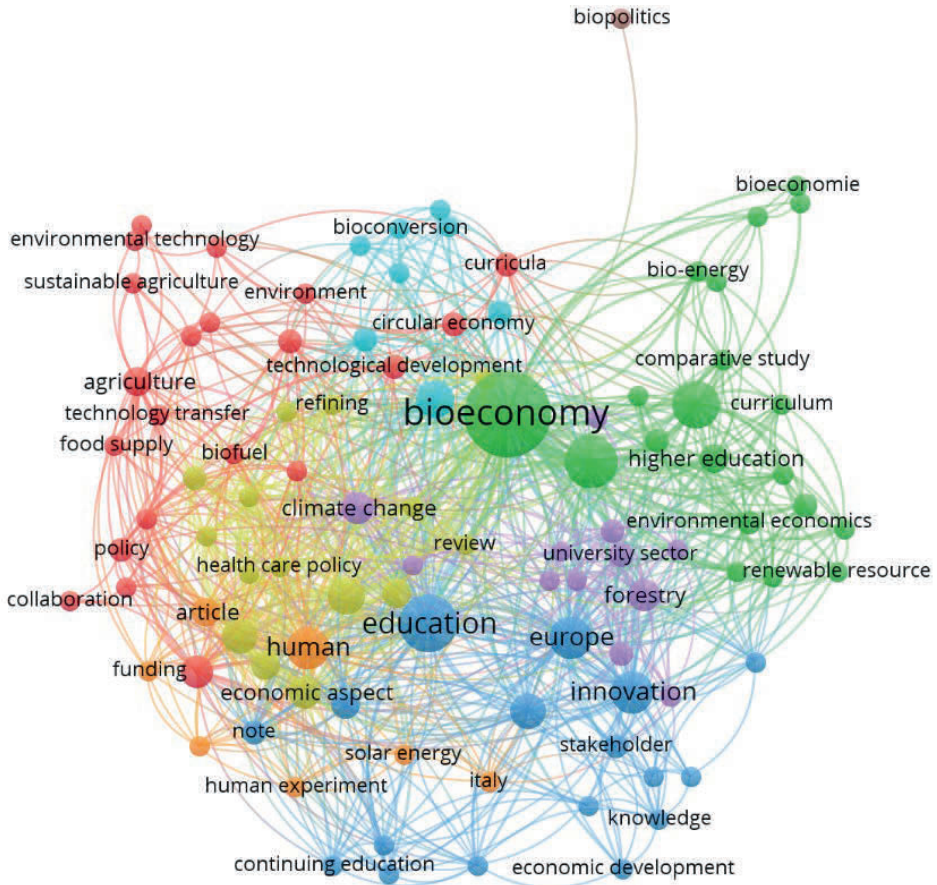 biopolitics
bioeconomie
bioconversion
environmental technology
curricula
bio-energy
sustainable agriculture
environment
circular economy
comparative study
technological development
agriculture
refining
bioeconomy
curriculum
technology transfer
food supply
biofuel
higher education
climate change
environmental economics
review
university sector
policy
health care policy
renewable resource
collaboration
article
forestry
education
human
europe
funding
economic aspect
innovation
note
stakeholder
solar energy
human experiment
italy
knowledge
continuing education
economic development